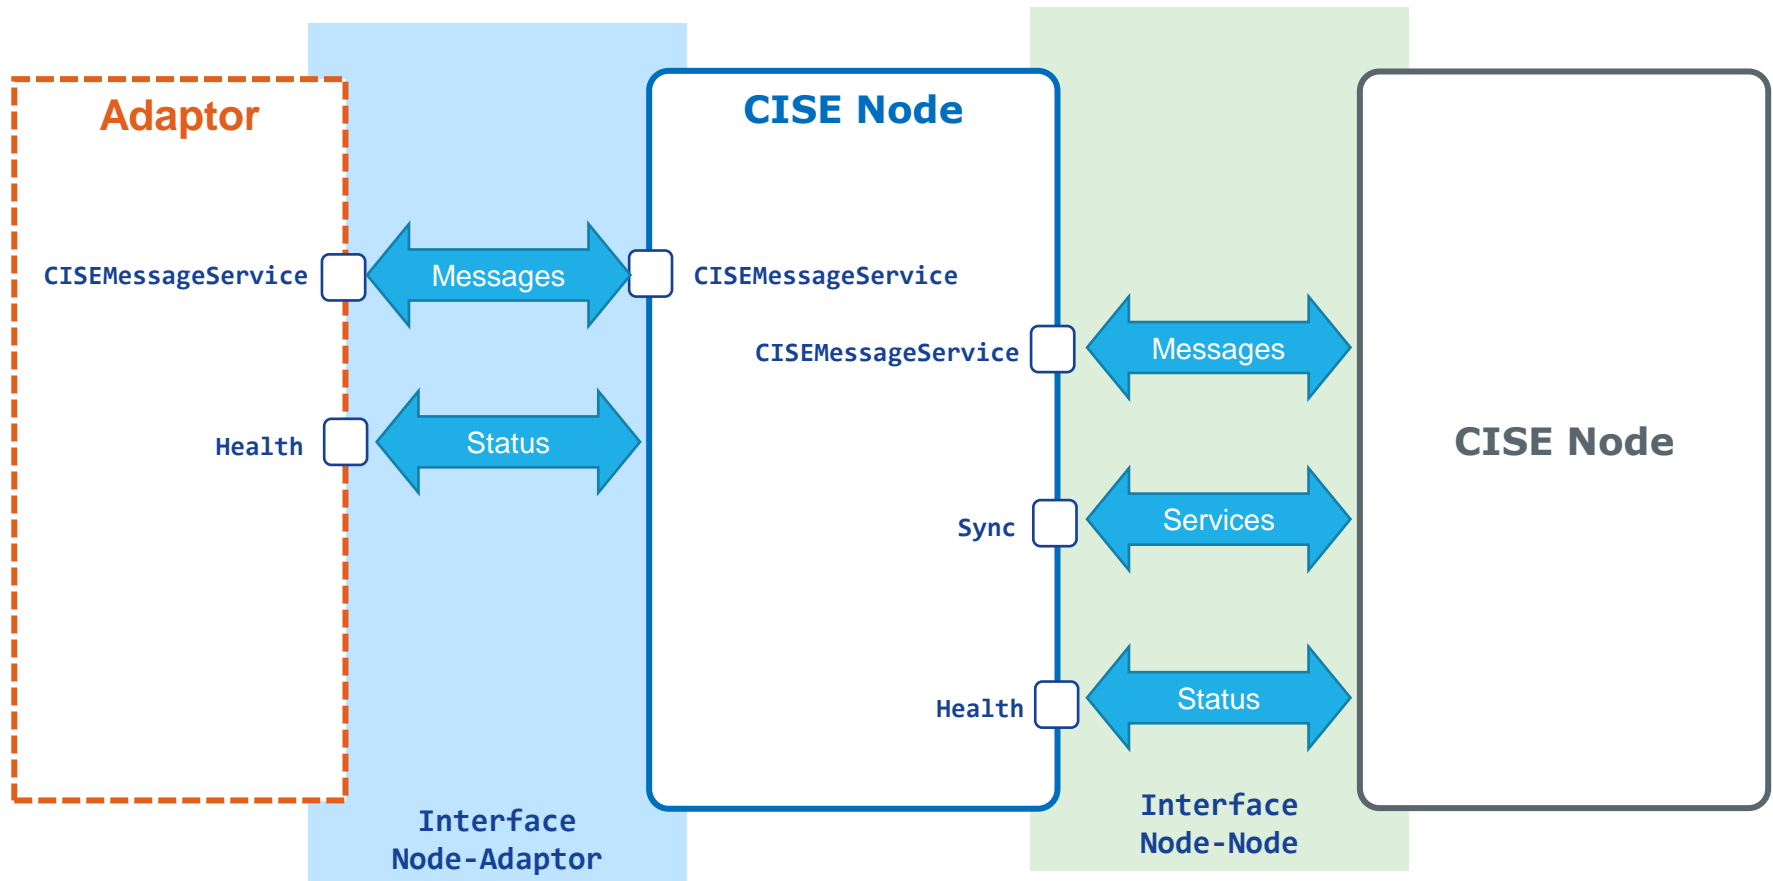 Adaptor
CISE Node
CISEMessageService
Messages
CISEMessageService
CISEMessageService
Messages
Health
Status
CISE Node
Sync
Services
Health
Status
Interface
Node-Adaptor
Interface
Node-Node